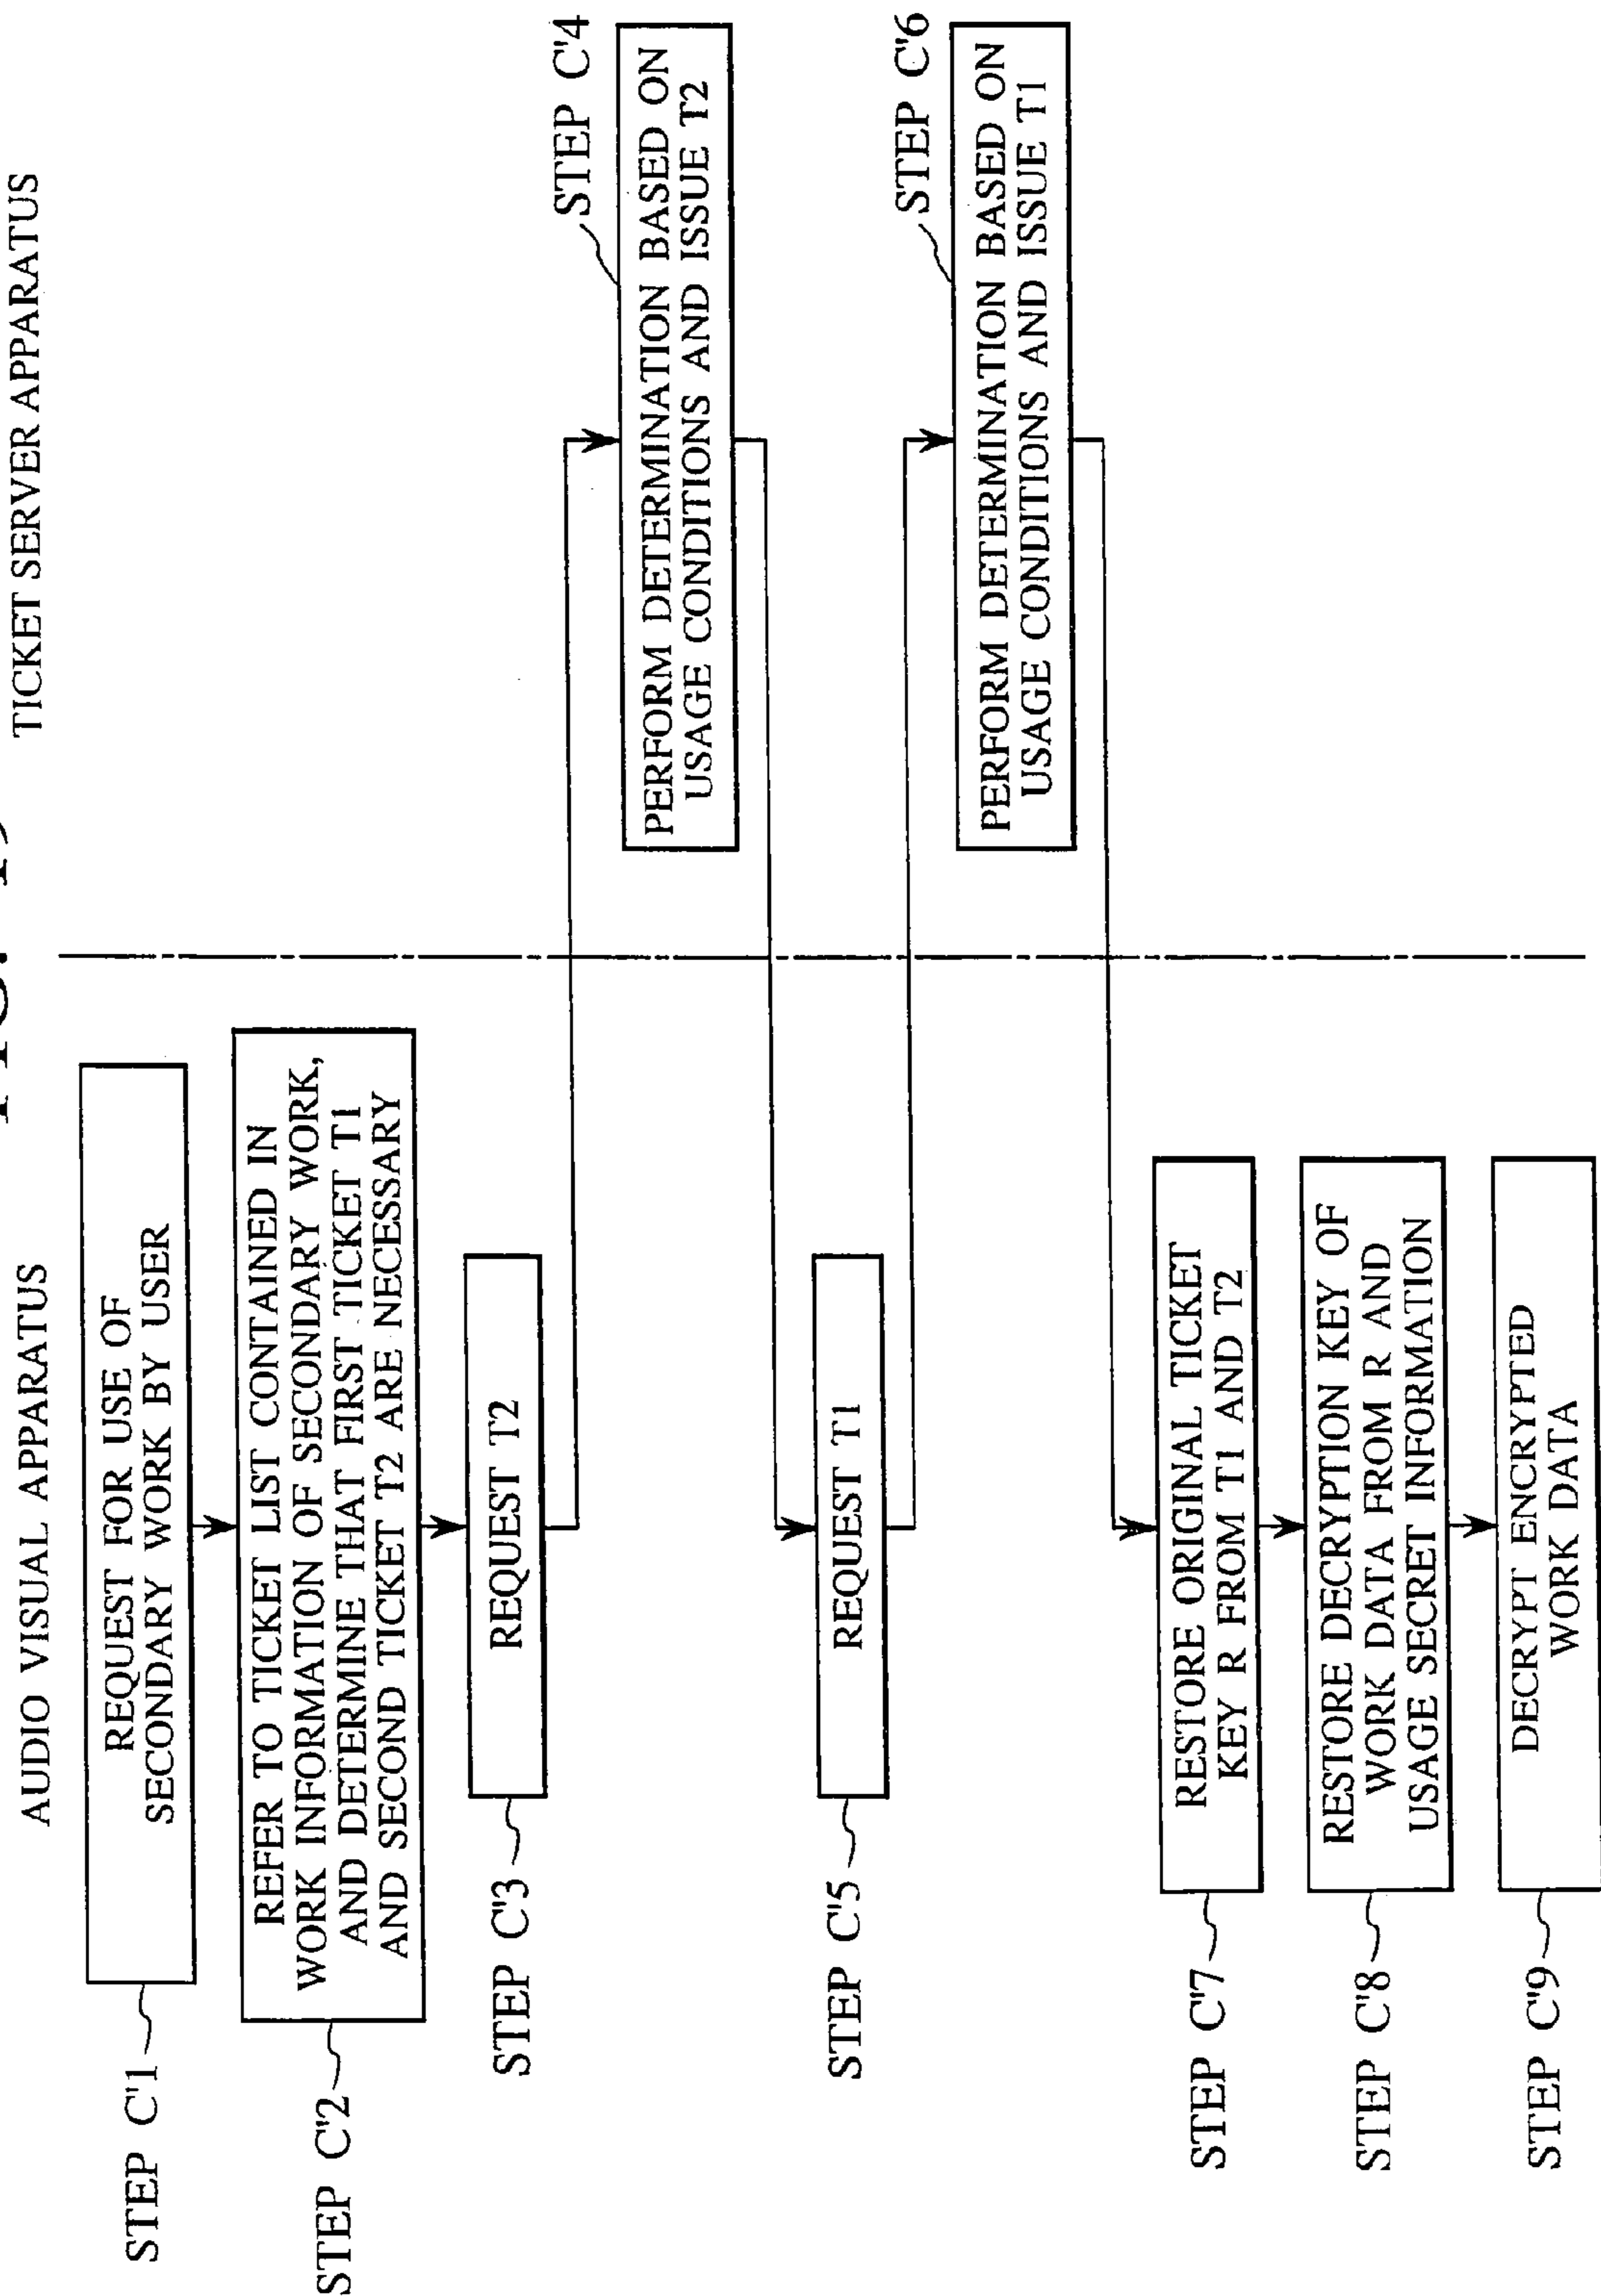 AUDIO VISUAL APPARATUS
TICKET SERVER APPARATUS
STEP C'1
REQUEST FOR USE OF
SECONDARY WORK BY USER
STEP C'2
REFER TO TICKET LIST CONTAINED IN
WORK INFORMATION OF SECONDARY WORK,
AND DETERMINE THAT FIRST TICKET T1
AND SECOND TICKET T2 ARE NECESSARY
STEP C'3
REQUEST T2
STEP C'4
PERFORM DETERMINATION BASED ON
USAGE CONDITIONS AND ISSUE T2
STEP C'5
REQUEST T1
STEP C'6
PERFORM DETERMINATION BASED ON
USAGE CONDITIONS AND ISSUE T1
STEP C'7
RESTORE ORIGINAL TICKET
KEY R FROM T1 AND T2
STEP C'8
RESTORE DECRYPTION KEY OF
WORK DATA FROM R AND
USAGE SECRET INFORMATION
STEP C'9
DECRYPT ENCRYPTED
WORK DATA